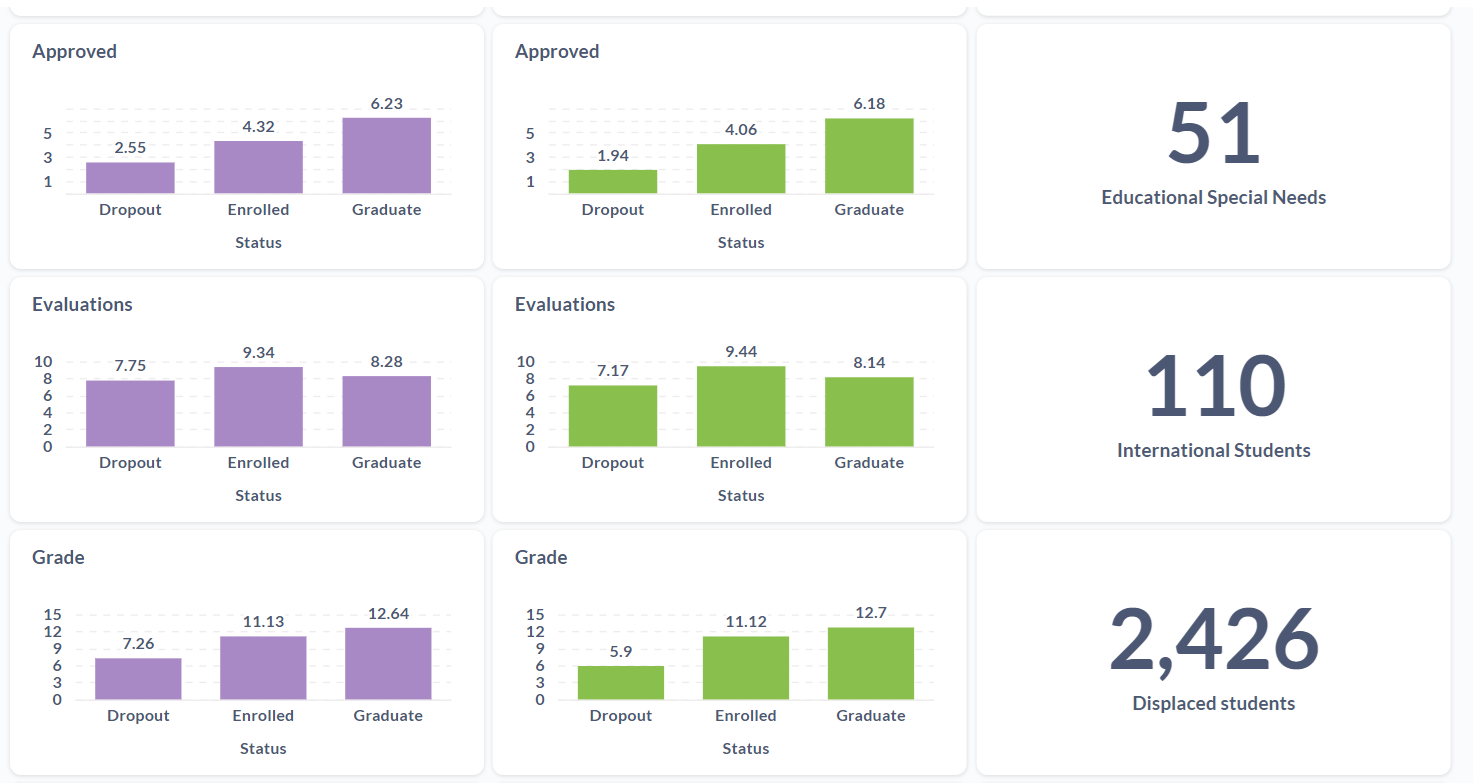 Approved
6.23
4.32
2.55
5
3
1
Dropout Enrolled Graduate
Status
Approved
6.18
4.06
1.94
5
3
1
Dropout Enrolled Graduate
Status
51
Educational Special Needs
Evaluations
9.34
7.75
8.28
10
8
6
4
2
0
Dropout Enrolled Graduate
Status
Evaluations
9.44
7.17
8.14
10
8
6
4
2
0
Dropout Enrolled Graduate
Status
110
International Students
Grade
12.64
11.13
7.26
15
12
9
6
3
0
Dropout Enrolled Graduate
Status
Grade
12.7
11.12
5.9
15
12
9
6
3
0
Dropout Enrolled Graduate
Status
2,426
Displaced students